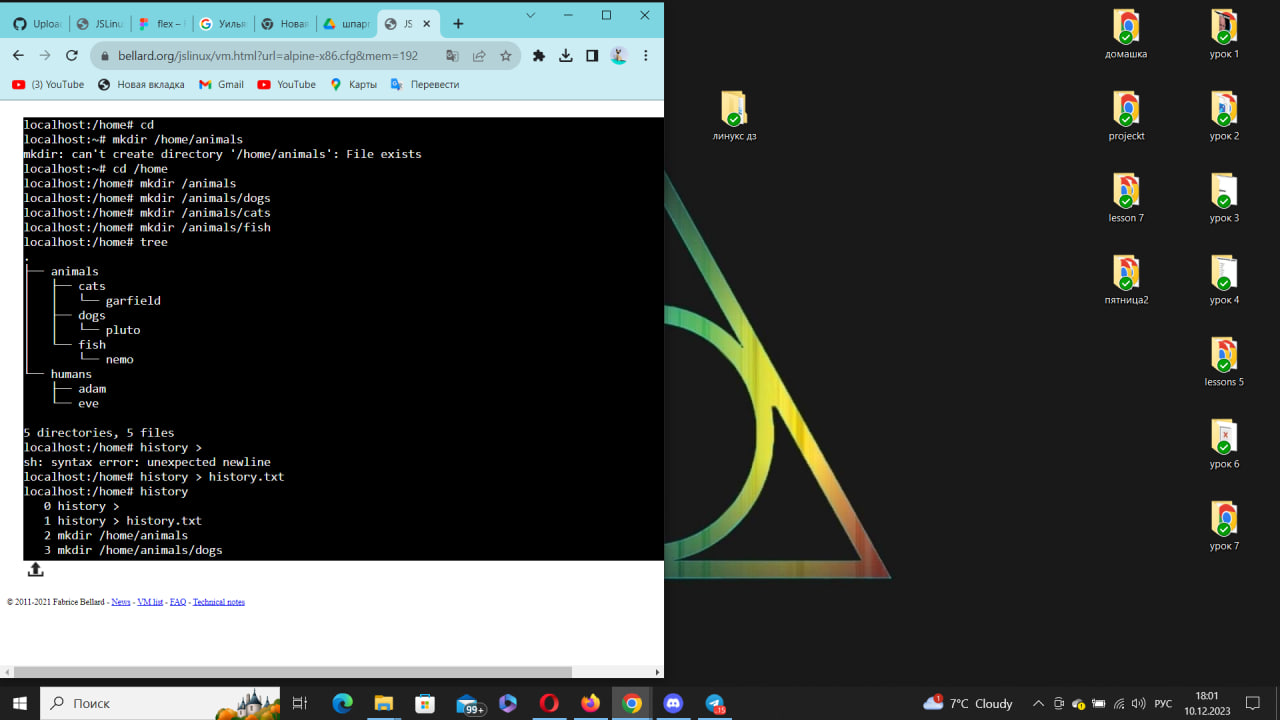 Uploa
JSLinu
flex –
Уилья
Новая
шпарг
JS
bellard.org/jslinux/vm.html?url=alpine-x86.cfg&mem=192
(3) YouTube
Новая вкладка
Gmail
YouTube
Карты
Перевести
localhost:/home# cd
localhost:~# mkdir /home/animals
mkdir: can't create directory '/home/animals': File exists
localhost:~# cd /home
localhost:/home# mkdir /animals
localhost:/home# mkdir /animals/dogs
localhost:/home# mkdir /animals/cats
localhost:/home# mkdir /animals/fish
localhost:/home# tree
.
├── animals
│   ├── cats
│   │   └── garfield
│   ├── dogs
│   │   └── pluto
│   └── fish
│       └── nemo
└── humans
    ├── adam
    └── eve
5 directories, 5 files
localhost:/home# history >
sh: syntax error: unexpected newline
localhost:/home# history > history.txt
localhost:/home# history
0 history >
1 history > history.txt
2 mkdir /home/animals
3 mkdir /home/animals/dogs
© 2011-2021 Fabrice Bellard - News - VM list - FAQ - Technical notes
линукс дз
домашка
урок 1
projeckt
урок 2
lesson 7
урок 3
пятница2
урок 4
lessons 5
урок 6
урок 7
Поиск
99+
19
1
7°C Cloudy
РУС
18:01
10.12.2023